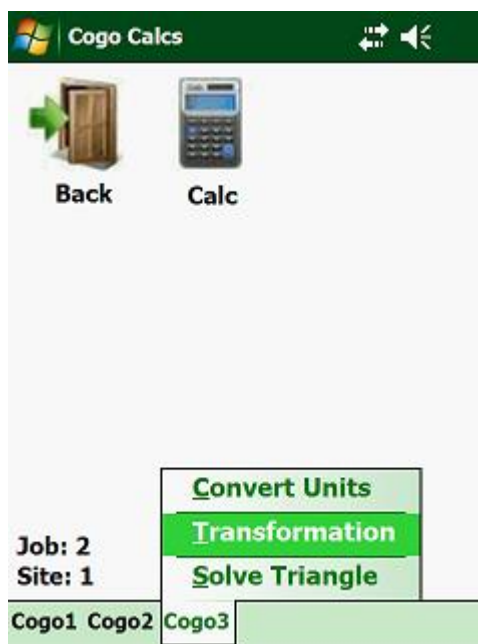 Cogo Calcs
Back Calc
Convert Units
Transformation
Job: 2
Site: 1
Solve Triangle
Cogo1 Cogo2 Cogo3